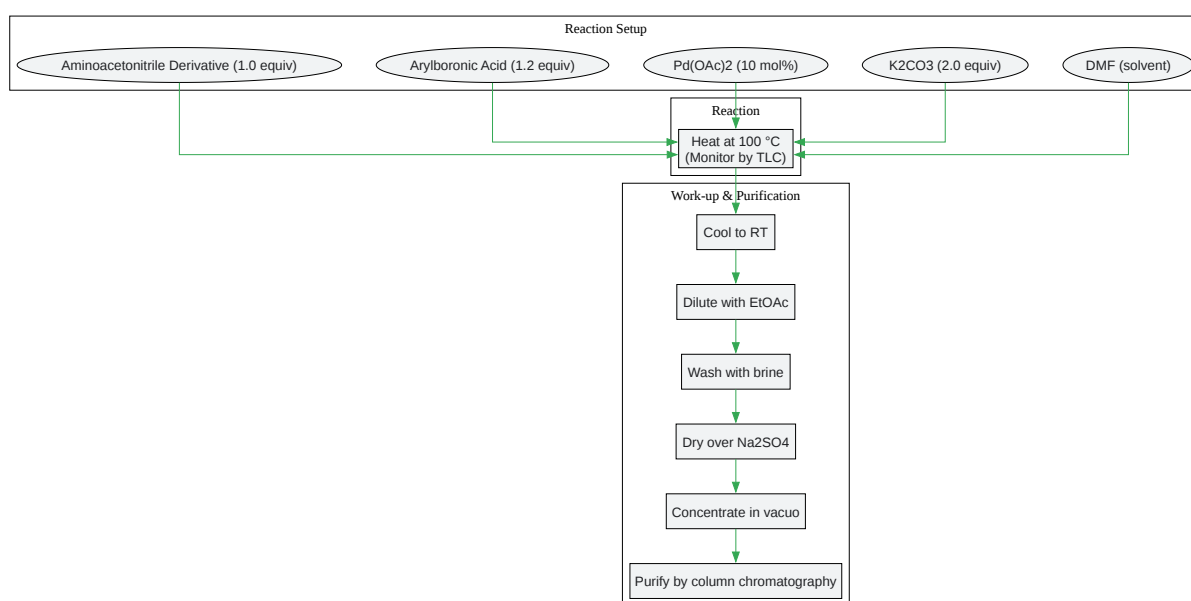 Reaction Setup
Aminoacetonitrile Derivative (1.0 equiv)
Arylboronic Acid (1.2 equiv)
Pd(OAc)2 (10 mol%)
K2CO3 (2.0 equiv)
DMF (solvent)
Reaction
Heat at 100 °C
(Monitor by TLC)
Work-up & Purification
Cool to RT
Dilute with EtOAc
Wash with brine
Dry over Na2SO4
Concentrate in vacuo
Purify by column chromatography